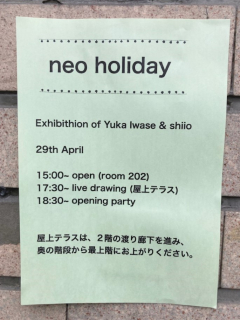 neo holiday
Exhibithion of Yuka Iwase & shiio
29th April
15:00~ open (room 202)
17:30~ live drawing (屋上テラス)
18:30~ opening party
屋上テラスは、２階の渡り廊下を進み、
奥の階段から最上階にお上がりください。